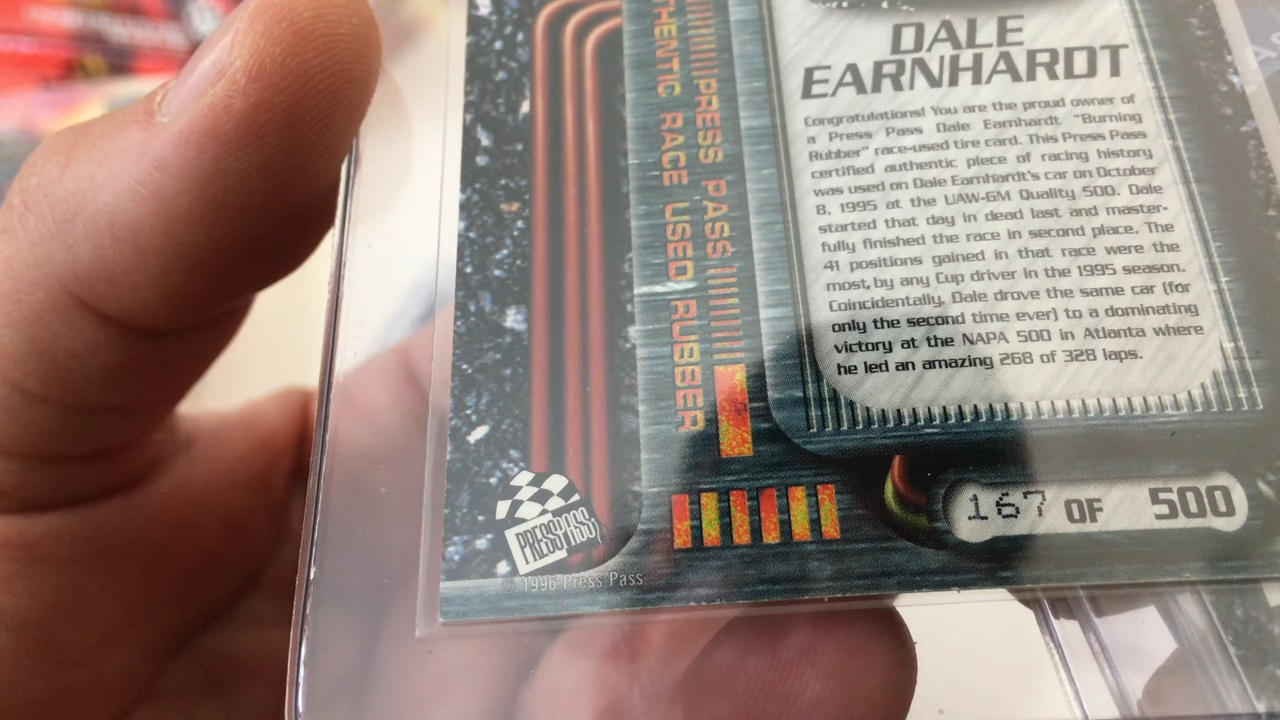 DALE
EARNHARDT
Congratulations! You are the proud owner of
a Press Pass Dale Earnhardt "Burning
Rubber" race-used tire card. This Press Pass
certified authentic piece of racing history
was used on Dale Earnhardt's car on October
8, 1995 at the UAW-GM Quality 500. Dale
started that day in dead last and master-
fully finished the race in second place. The
41 positions gained in that race were the
most, by any Cup driver in the 1995 season.
Coincidentally, Dale drove the same car (for
only the second time ever) to a dominating
victory at the NAPA 500 in Atlanta where
he led an amazing 268 of 328 laps.
PRESS PASS
THENTIC RACE USED RUBBER
167 OF 500
PRESS PASS
© 1996 Press Pass